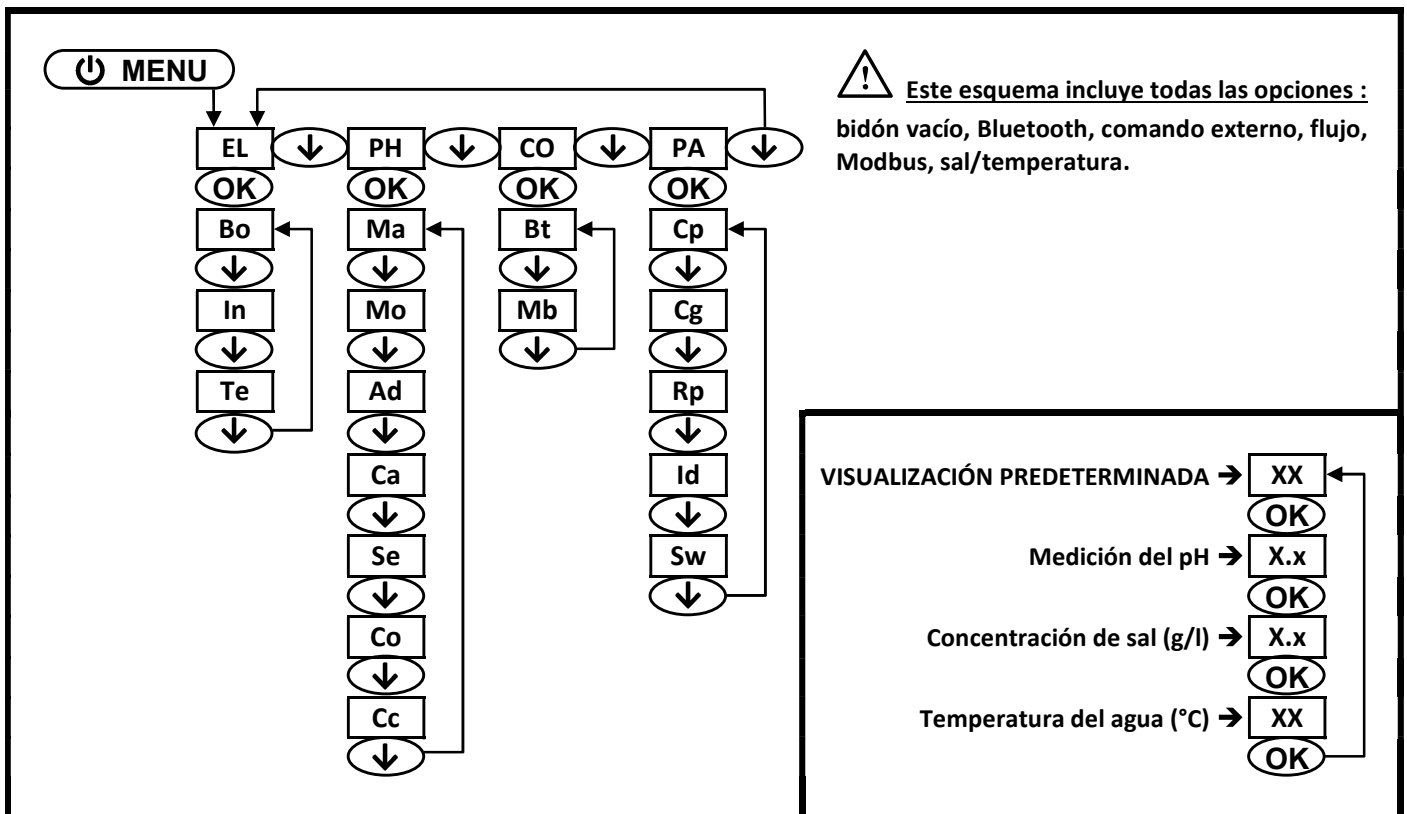 MENU
Este esquema incluye todas las opciones :
bidón vacío, Bluetooth, comando externo, flujo,
Modbus, sal/temperatura.
EL PH CO PA
OK OK OK OK
Bo Ma Bt Cp
In Mo Mb Cg
Te Ad Rp
Ca Id
Se Sw
Co
Cc
VISUALIZACIÓN PREDETERMINADA → XX
OK
Medición del pH → X.x
OK
Concentración de sal (g/l) → X.x
OK
Temperatura del agua (°C) → XX
OK